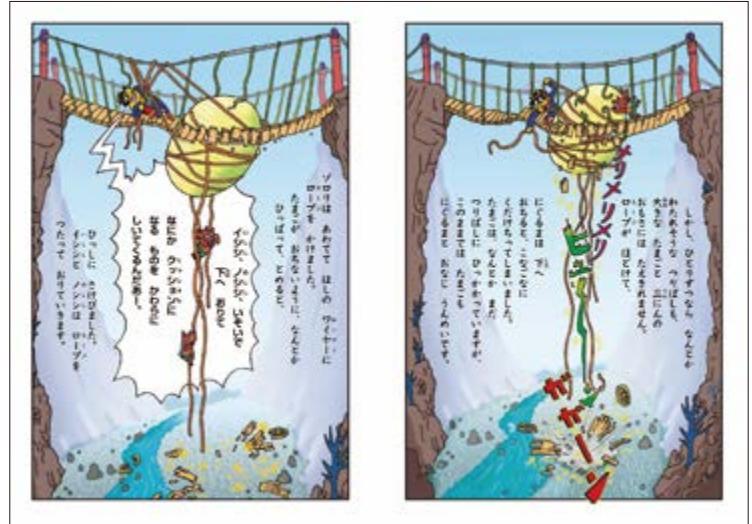 しかし、ひとりずつなら なんとか
わたれそうな つりばしも、
大きな たまごと 三にんの
おもさには たえきれません。
ロープが ほどけて、
にぐるまは 下へ
おちると、こなごなに
くだけちってしまいました。
たまごは、なんとか まだ
つりばしに ひっかかっていますが、
このままでは たまごも
にぐるまと おなじ うんめいです。
メリメリメリ
ヒュー
ガガーン
ゾロリは あわてて はしの ワイヤーに
ロープを かけました。
たまごが おちないように、なんとか
ひっぱって、とめると、
イシシ、ノシシ、いそいで
下へ おりて
なにか クッションに
なる ものを かわらに
しいてくるんだあー。
ひっしに さけびました。
イシシと ノシシは ロープを
つたって おりていきます。